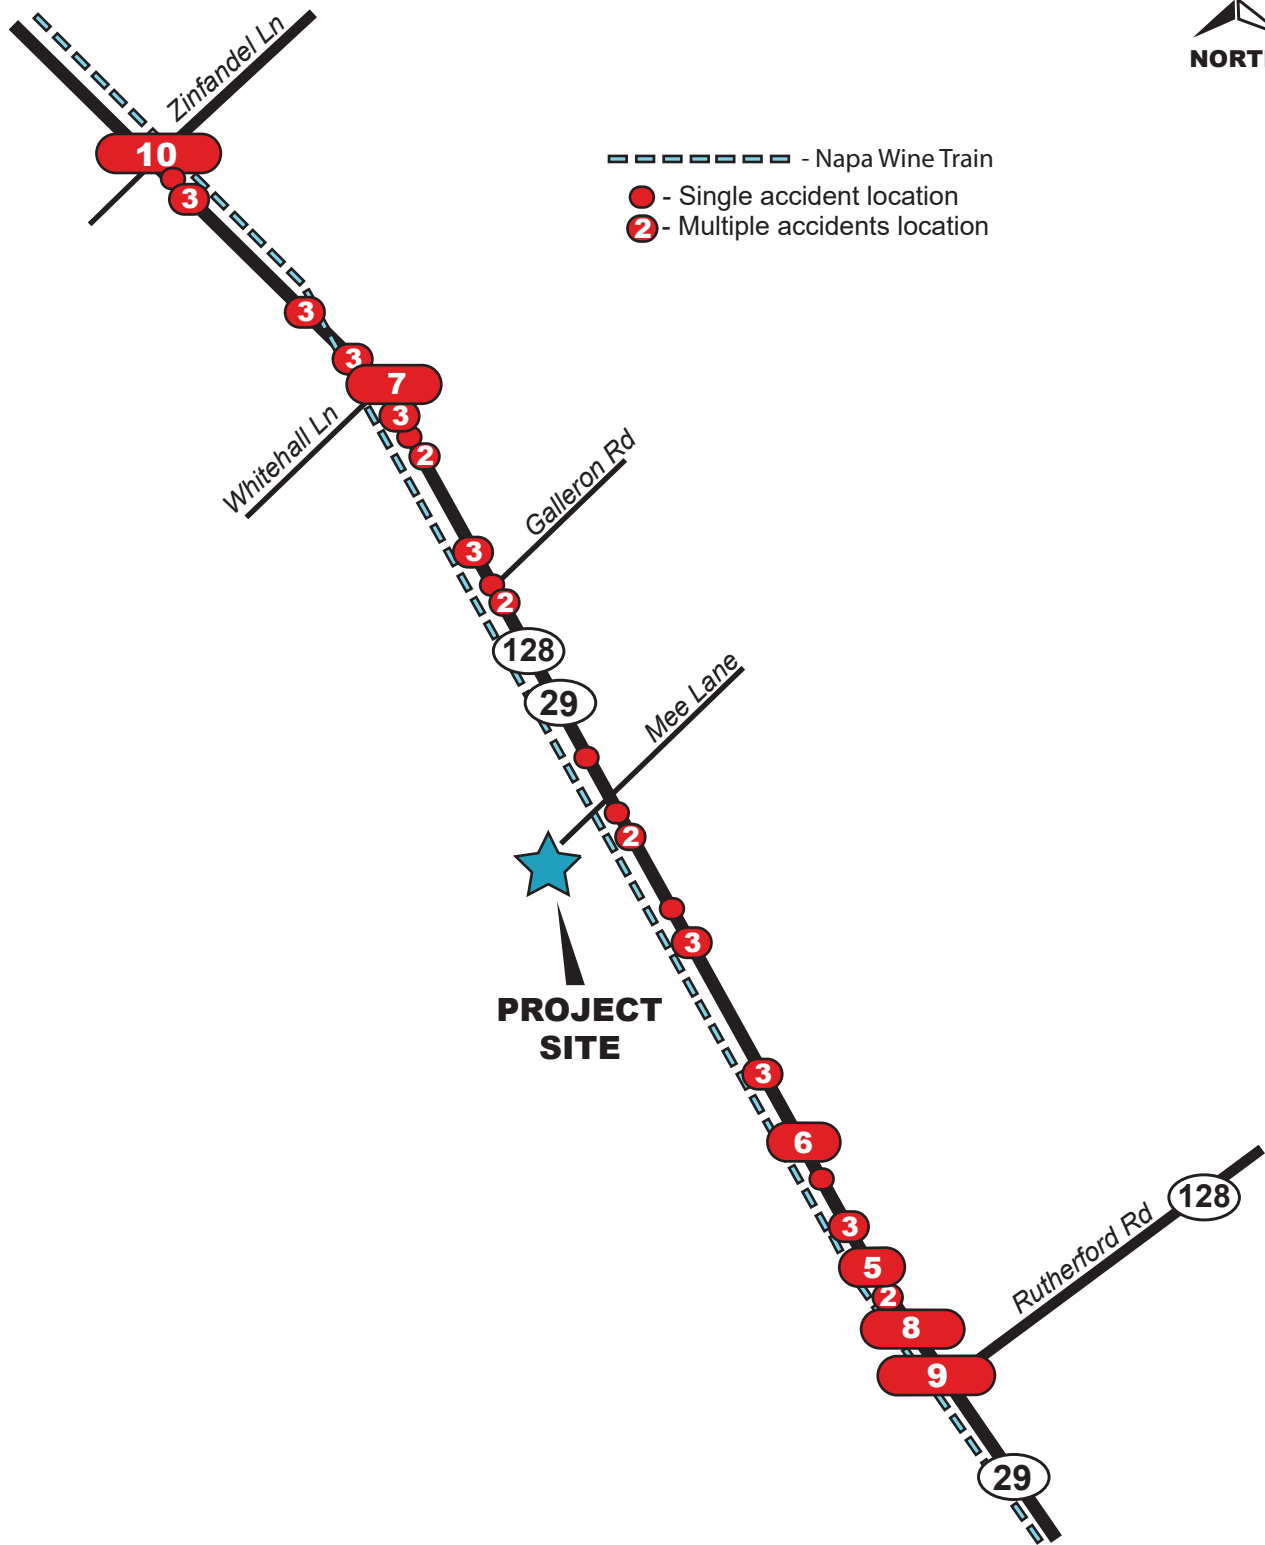 Zinfandel Ln
NORTH
10
- Napa Wine Train
3
- Single accident location
2 - Multiple accidents location
3
3
7
Whitehall Ln
3
2
Galleron Rd
3
2
128
29
Mee Lane
2
3
PROJECT
SITE
3
6
128
3
Rutherford Rd
5
2
8
9
29